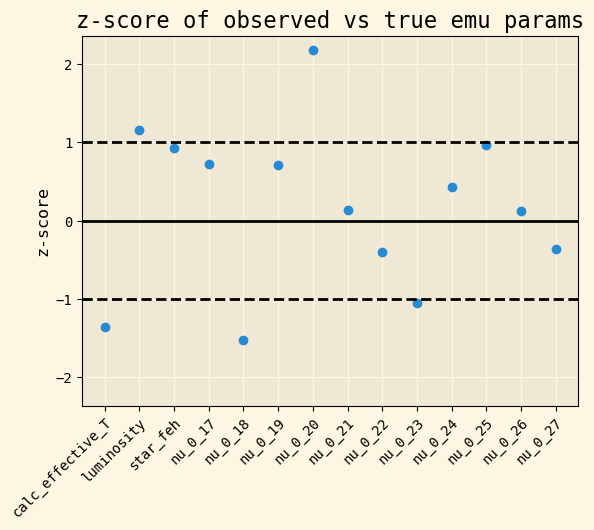 z-score of observed vs true emu params
z-score
2
1
0
−1
−2
calc_effective_T
luminosity
star_feh
nu_0_17
nu_0_18
nu_0_19
nu_0_20
nu_0_21
nu_0_22
nu_0_23
nu_0_24
nu_0_25
nu_0_26
nu_0_27